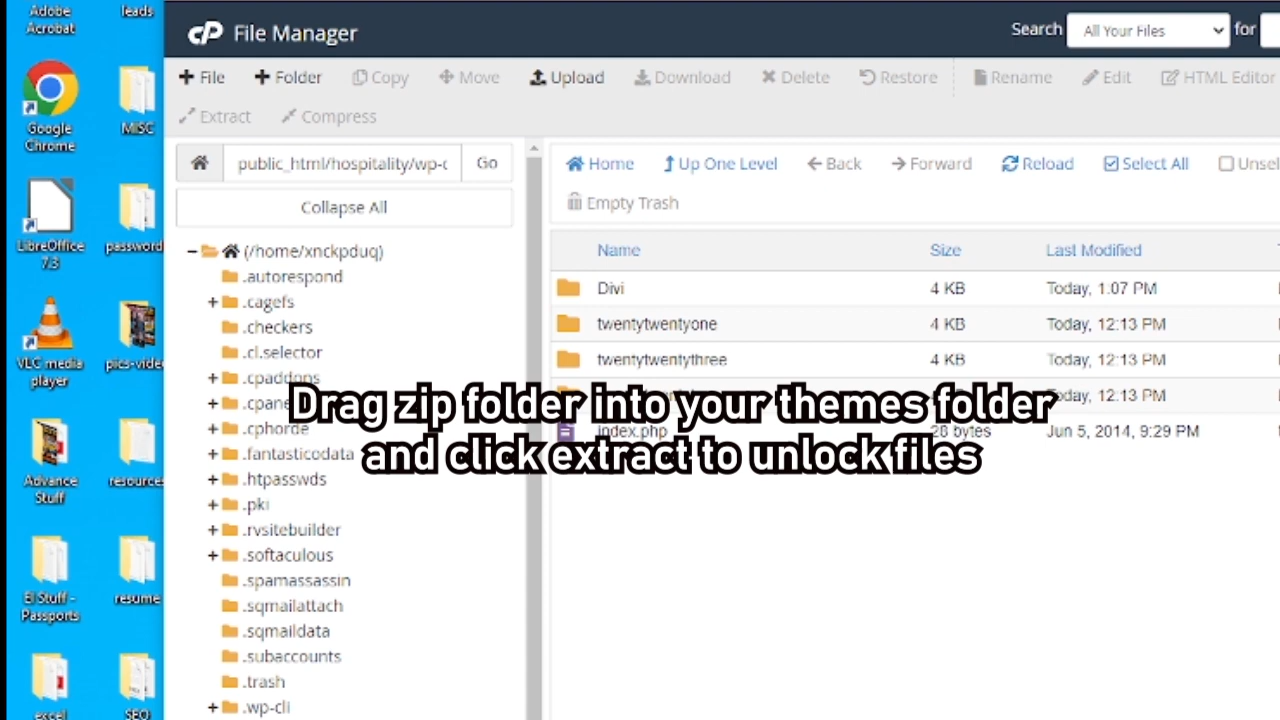 Adobe
Acrobat
leads
Google
Chrome
MISC
LibreOffice
7.3
password
VLC media
player
pics-vide
Advance
Stuff
resource
EI Stuff -
Passports
resume
excel
SEO
cP File Manager
Search All Your Files for
+ File + Folder Copy Move Upload Download Delete Restore Rename Edit HTML Editor
Extract Compress
public_html/hospitality/wp-c Go
Collapse All
(/home/xnckpduq)
.autorespond
.cagefs
.checkers
.cl.selector
.cpaddons
.cpane
.cphorde
.fantasticodata
.htpasswds
.pki
.rvsitebuilder
.softaculous
.spamassassin
.sqmailattach
.sqmaildata
.subaccounts
.trash
.wp-cli
Home Up One Level Back Forward Reload Select All Unsel
Empty Trash
Name Size Last Modified
Divi 4 KB Today, 1:07 PM
twentytwentyone 4 KB Today, 12:13 PM
twentytwentythree 4 KB Today, 12:13 PM
Today, 12:13 PM
index.php 28 bytes Jun 5, 2014, 9:29 PM
Drag zip folder into your themes folder
and click extract to unlock files